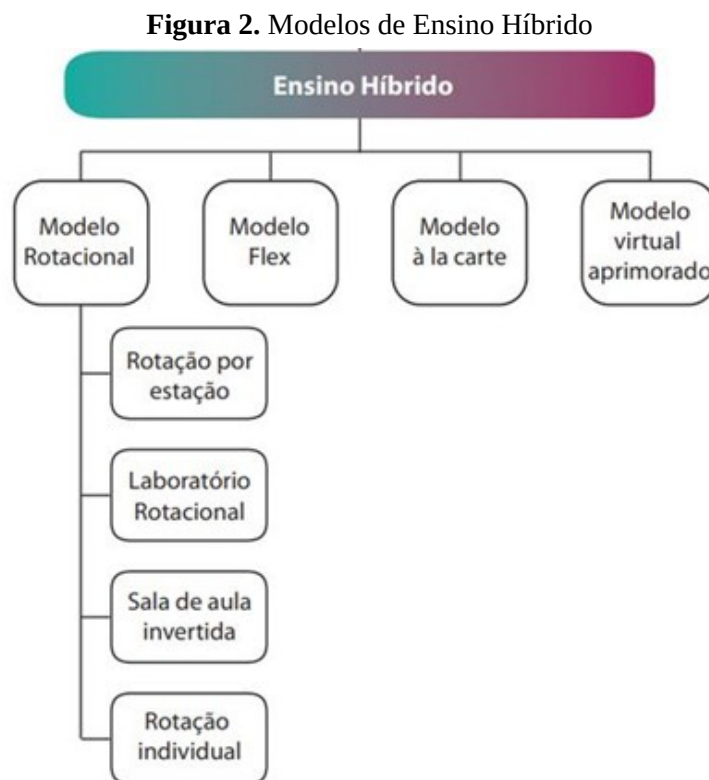 Figura 2. Modelos de Ensino Híbrido
Ensino Híbrido
Modelo
Rotacional
Modelo
Flex
Modelo
à la carte
Modelo
virtual
aprimorado
Rotação por
estação
Laboratório
Rotacional
Sala de aula
invertida
Rotação
individual